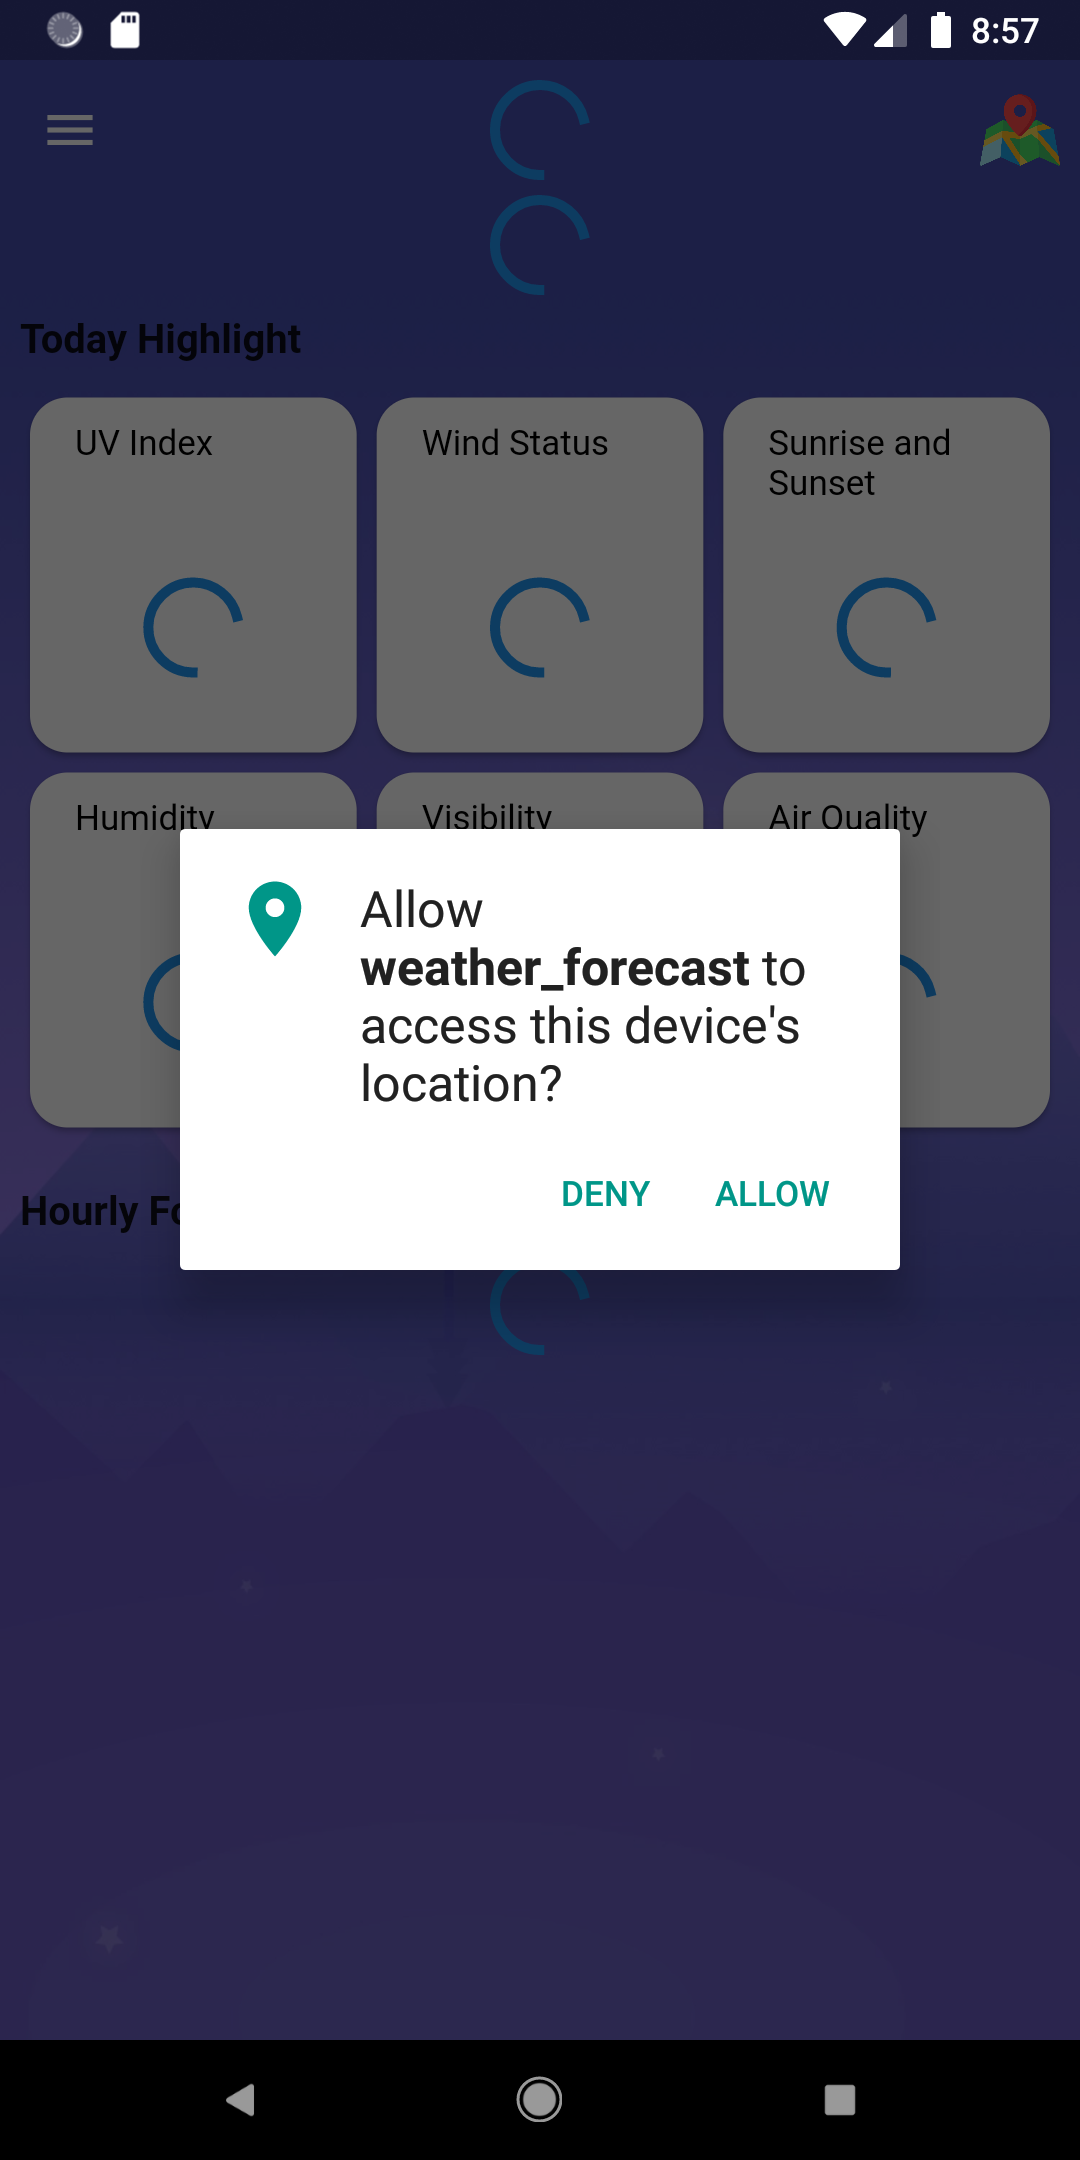 8:57
Today Highlight
UV Index
Wind Status
Sunrise and
Sunset
Humidity
Visibility
Air Quality
Allow
weather_forecast to
access this device's
location?
DENY
ALLOW
Hourly